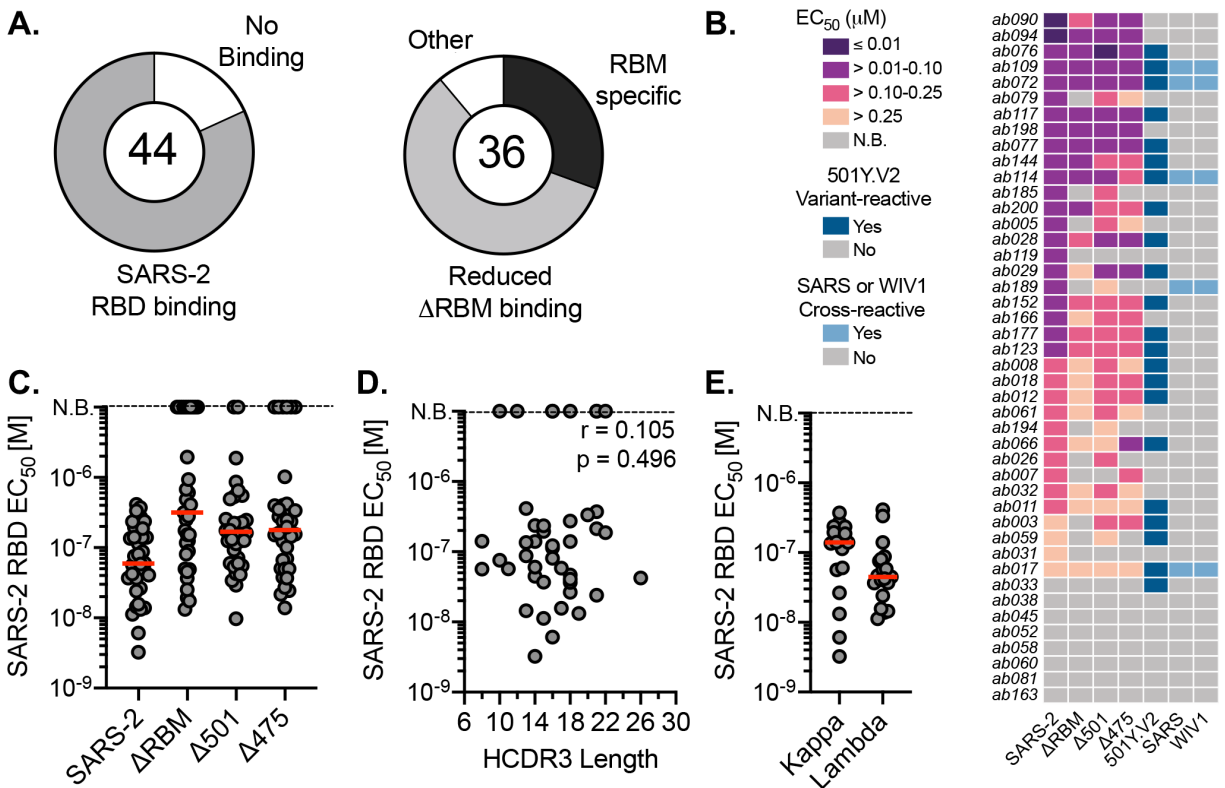 A.
No
Binding
44
SARS-2
RBD binding
Other
RBM
specific
36
Reduced
ΔRBM binding
B.
EC50 (μM)
≤ 0.01
> 0.01-0.10
> 0.10-0.25
> 0.25
N.B.
501Y.V2
Variant-reactive
Yes
No
SARS or WIV1
Cross-reactive
Yes
No
ab090
ab094
ab076
ab109
ab072
ab079
ab117
ab198
ab077
ab144
ab114
ab185
ab200
ab005
ab028
ab119
ab029
ab189
ab152
ab166
ab177
ab123
ab008
ab018
ab012
ab061
ab194
ab066
ab026
ab007
ab032
ab011
ab003
ab059
ab031
ab017
ab033
ab038
ab045
ab052
ab058
ab060
ab081
ab163
SARS-2
ΔRBM
Δ501
Δ475
501Y.V2
SARS
WIV1
C.
SARS-2 RBD EC50 [M]
N.B.
10-6
10-7
10-8
10-9
SARS-2
ΔRBM
Δ501
Δ475
D.
SARS-2 RBD EC50 [M]
N.B.
r = 0.105
p = 0.496
10-6
10-7
10-8
10-9
6 10 14 18 22 26 30
HCDR3 Length
E.
SARS-2 RBD EC50 [M]
N.B.
10-6
10-7
10-8
10-9
Kappa
Lambda